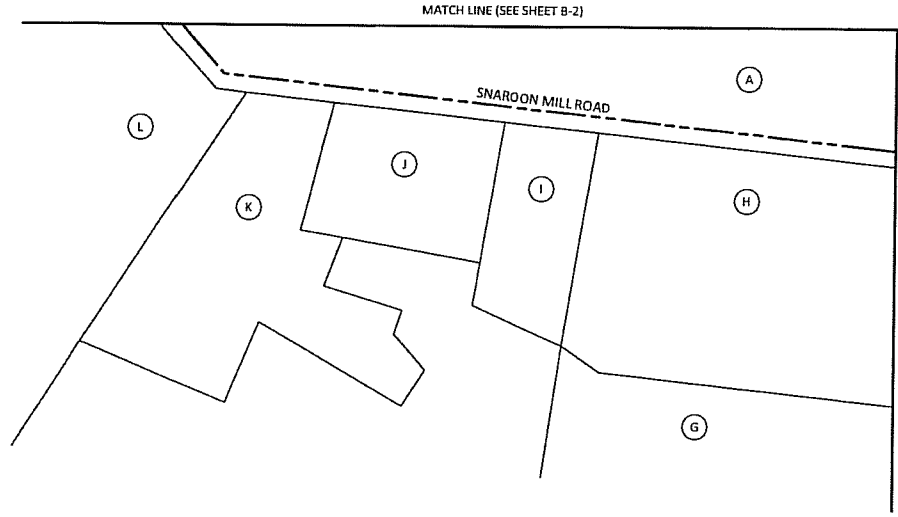 MATCH LINE (SEE SHEET B-2)
A
SNAROON MILL ROAD
L
J
I
H
K
G